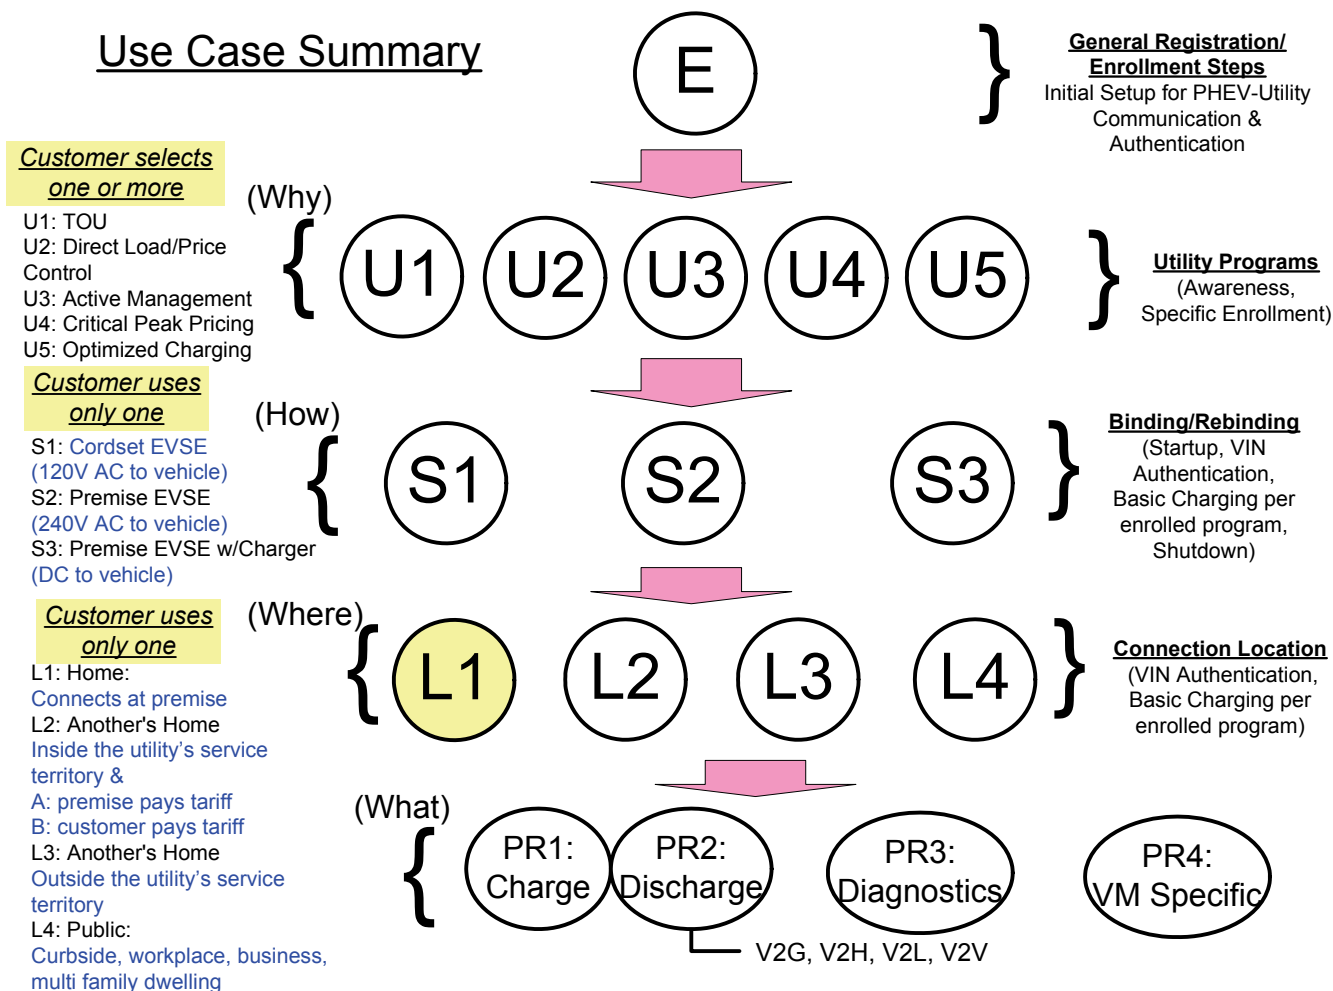 Use Case Summary
E
General Registration/
Enrollment Steps
Initial Setup for PHEV-Utility
Communication &
Authentication
Customer selects
one or more
U1: TOU
U2: Direct Load/Price
Control
U3: Active Management
U4: Critical Peak Pricing
U5: Optimized Charging
(Why)
U1 U2 U3 U4 U5
Utility Programs
(Awareness,
Specific Enrollment)
Customer uses
only one
S1: Cordset EVSE
(120V AC to vehicle)
S2: Premise EVSE
(240V AC to vehicle)
S3: Premise EVSE w/Charger
(DC to vehicle)
(How)
S1 S2 S3
Binding/Rebinding
(Startup, VIN
Authentication,
Basic Charging per
enrolled program,
Shutdown)
Customer uses
only one
L1: Home:
Connects at premise
L2: Another's Home
Inside the utility’s service
territory &
A: premise pays tariff
B: customer pays tariff
L3: Another's Home
Outside the utility’s service
territory
L4: Public:
Curbside, workplace, business,
multi family dwelling
(Where)
L1 L2 L3 L4
Connection Location
(VIN Authentication,
Basic Charging per
enrolled program)
(What)
PR1:
Charge
PR2:
Discharge
PR3:
Diagnostics
PR4:
VM Specific
V2G, V2H, V2L, V2V